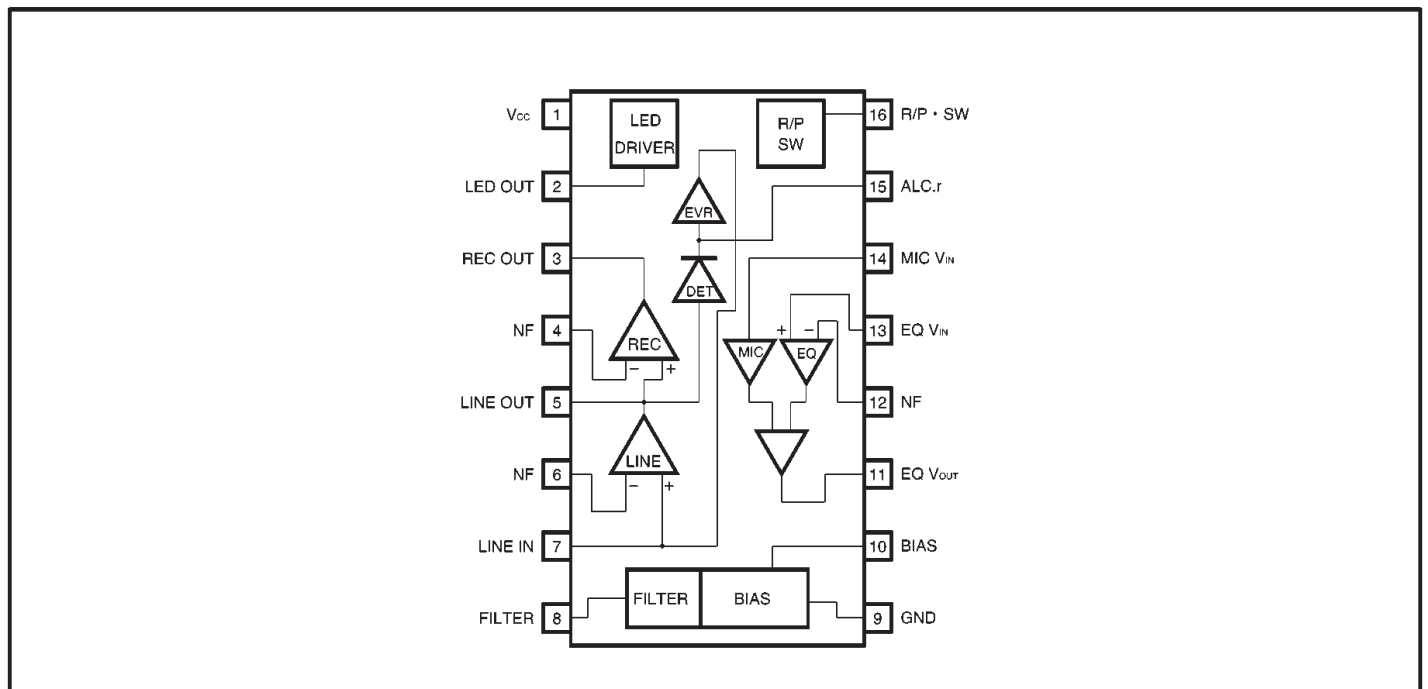 Vcc 1
LED OUT 2
REC OUT 3
NF 4
LINE OUT 5
NF 6
LINE IN 7
FILTER 8
LED
DRIVER
R/P
SW
EVR
DET
REC
- +
LINE
- +
MIC
+ -
EQ
FILTER
BIAS
16 R/P・SW
15 ALC.r
14 MIC VIN
13 EQ VIN
12 NF
11 EQ VOUT
10 BIAS
9 GND